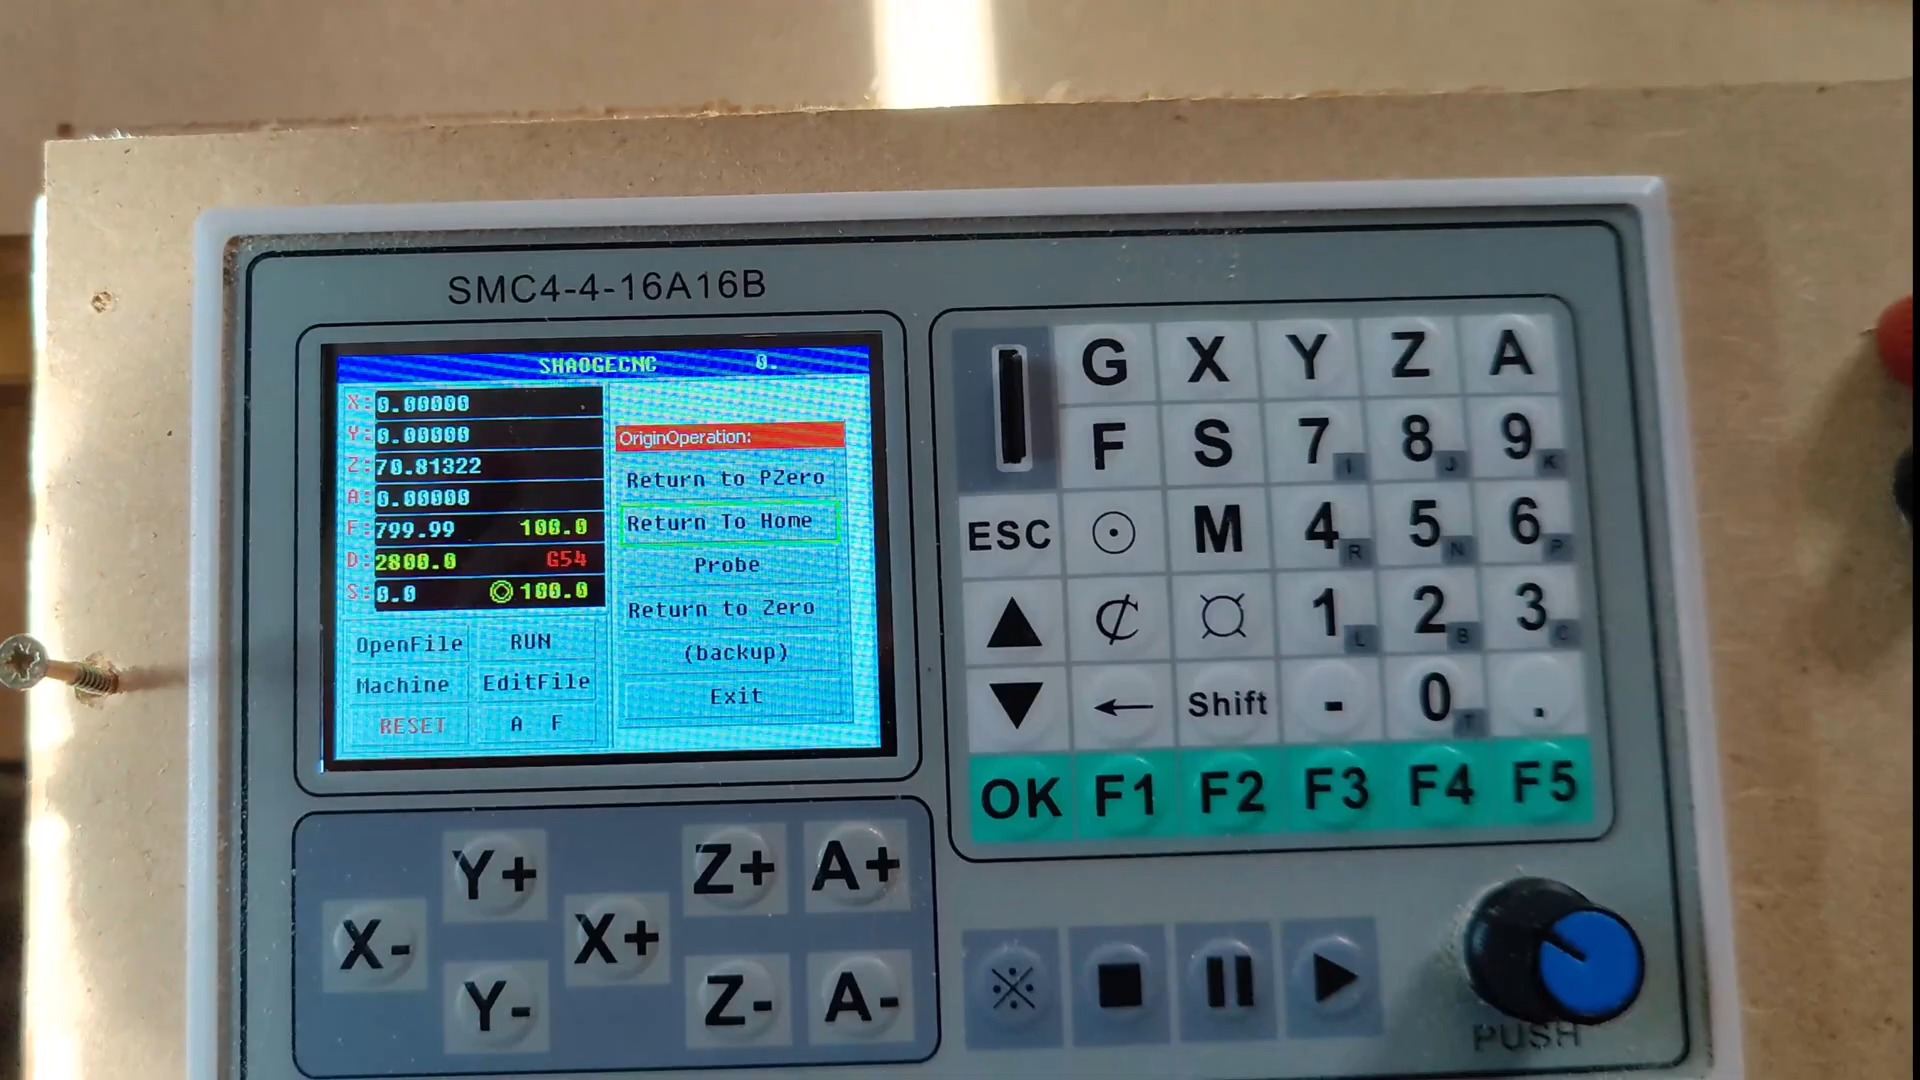 SMC4-4-16A16B
SHAOGECNC 0.
X: 0.00000
Y: 0.00000
Z: 70.81322
A: 0.00000
F: 799.99 100.0
D: 2800.0 G54
S: 0.0 100.0
OpenFile RUN
Machine EditFile
RESET A F
OriginOperation:
Return to PZero
Return To Home
Probe
Return to Zero
(backup)
Exit
G X Y Z A
F S 7 I 8 J 9 K
ESC M 4 R 5 N 6 P
1 L 2 B 3 C
Shift - 0 .
OK F1 F2 F3 F4 F5
Y+ Z+ A+
X- X+
Y- Z- A-
PUSH